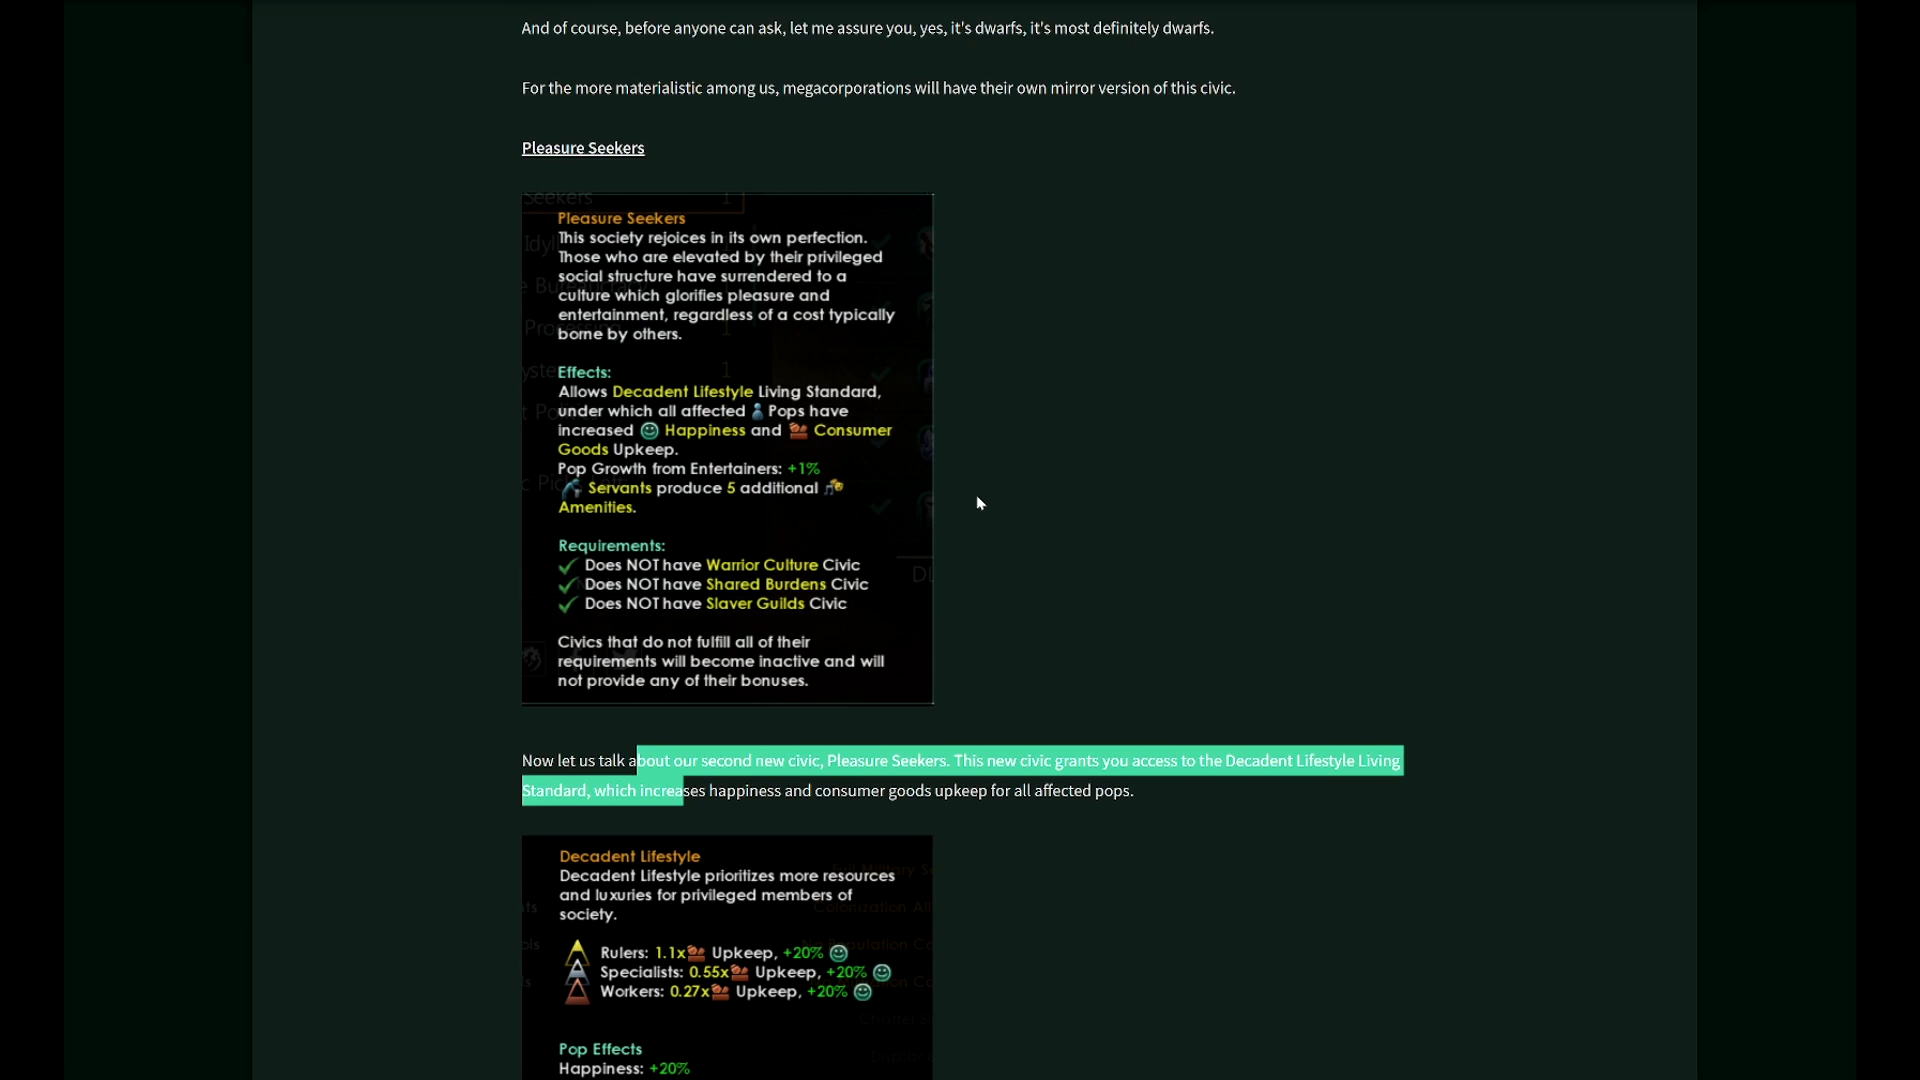 And of course, before anyone can ask, let me assure you, yes, it's dwarfs, it's most definitely dwarfs.
For the more materialistic among us, megacorporations will have their own mirror version of this civic.
Pleasure Seekers
Seekers 1
Pleasure Seekers
This society rejoices in its own perfection.
Those who are elevated by their privileged
social structure have surrendered to a
culture which glorifies pleasure and
entertainment, regardless of a cost typically
borne by others.
Effects:
Allows Decadent Lifestyle Living Standard,
under which all affected Pops have
increased Happiness and Consumer
Goods Upkeep.
Pop Growth from Entertainers: +1%
Servants produce 5 additional
Amenities.
Requirements:
Does NOT have Warrior Culture Civic
Does NOT have Shared Burdens Civic
Does NOT have Slaver Guilds Civic
Civics that do not fulfill all of their
requirements will become inactive and will
not provide any of their bonuses.
Now let us talk about our second new civic, Pleasure Seekers. This new civic grants you access to the Decadent Lifestyle Living
Standard, which increases happiness and consumer goods upkeep for all affected pops.
Decadent Lifestyle
Decadent Lifestyle prioritizes more resources
and luxuries for privileged members of
society.
Rulers: 1.1x Upkeep, +20%
Specialists: 0.55x Upkeep, +20%
Workers: 0.27x Upkeep, +20%
Pop Effects
Happiness: +20%